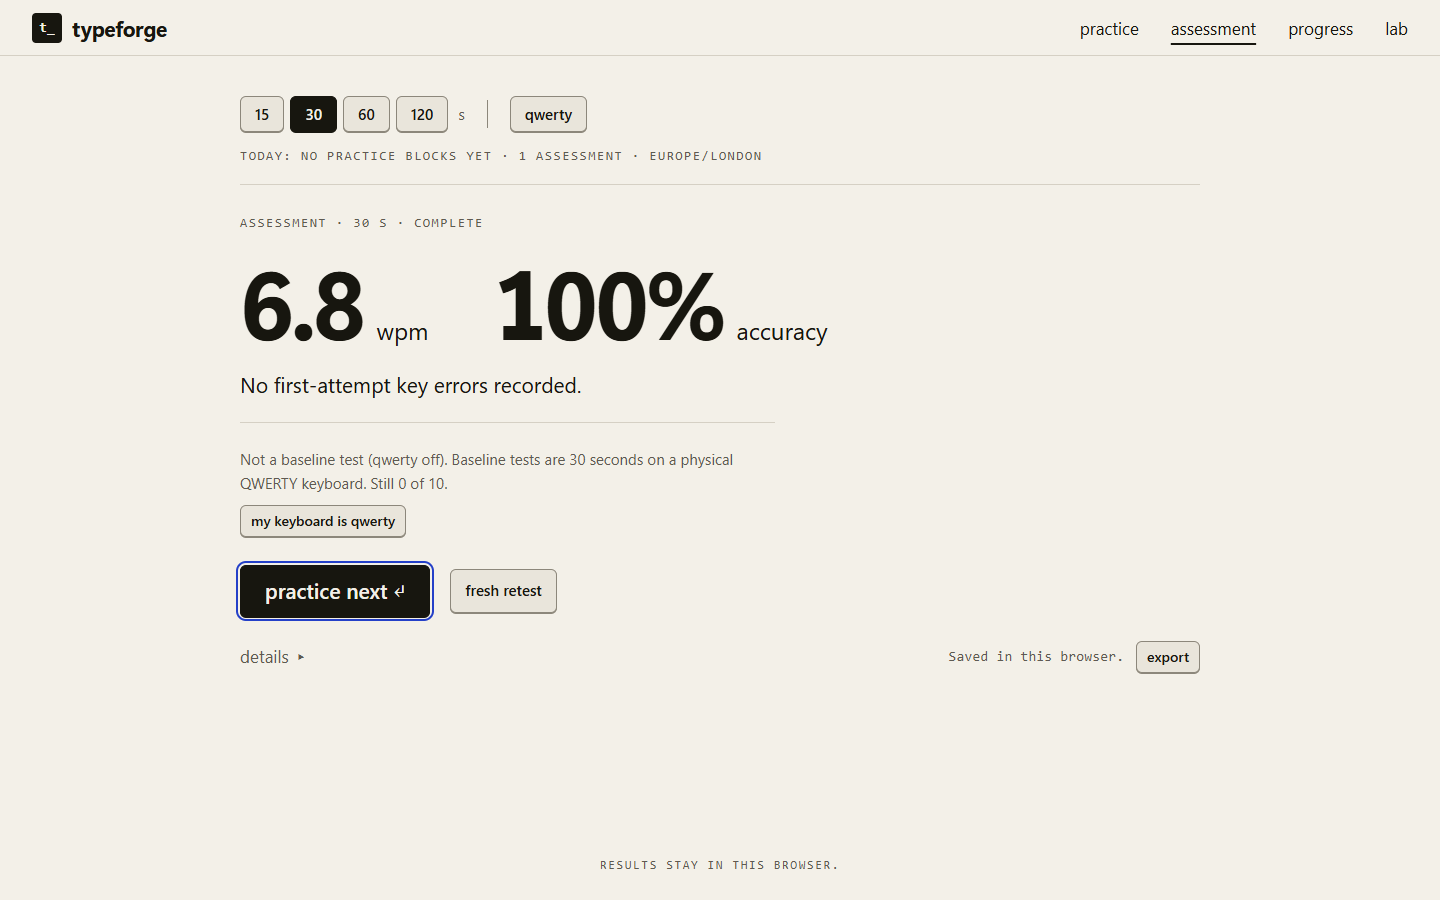 t_ typeforge practice assessment progress lab
15 30 60 120 s qwerty
TODAY: NO PRACTICE BLOCKS YET · 1 ASSESSMENT · EUROPE/LONDON
ASSESSMENT · 30 S · COMPLETE
6.8 wpm 100% accuracy
No first-attempt key errors recorded.
Not a baseline test (qwerty off). Baseline tests are 30 seconds on a physical
QWERTY keyboard. Still 0 of 10.
my keyboard is qwerty
practice next ↵ fresh retest
details ▸ Saved in this browser. export
RESULTS STAY IN THIS BROWSER.